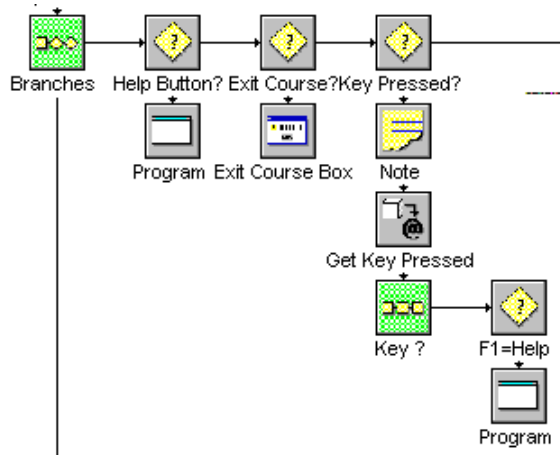 Branches Help Button? Exit Course? Key Pressed?
Program Exit Course Box Note
Get Key Pressed
Key ? F1=Help
Program